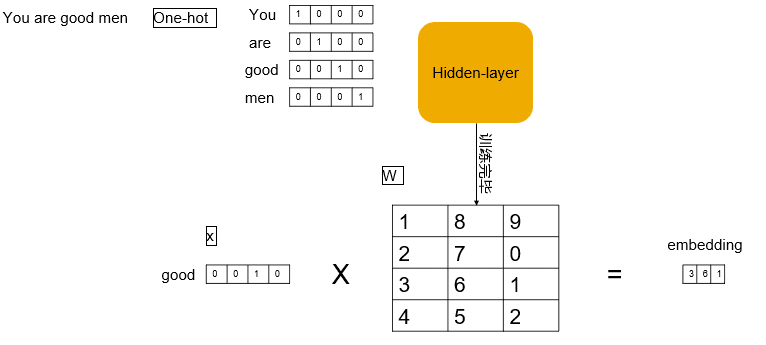 You are good men
One-hot
You 1 0 0 0
are 0 1 0 0
good 0 0 1 0
men 0 0 0 1
Hidden-layer
训练完毕
W
1 8 9
2 7 0
3 6 1
4 5 2
x
good 0 0 1 0
X
=
embedding
3 6 1